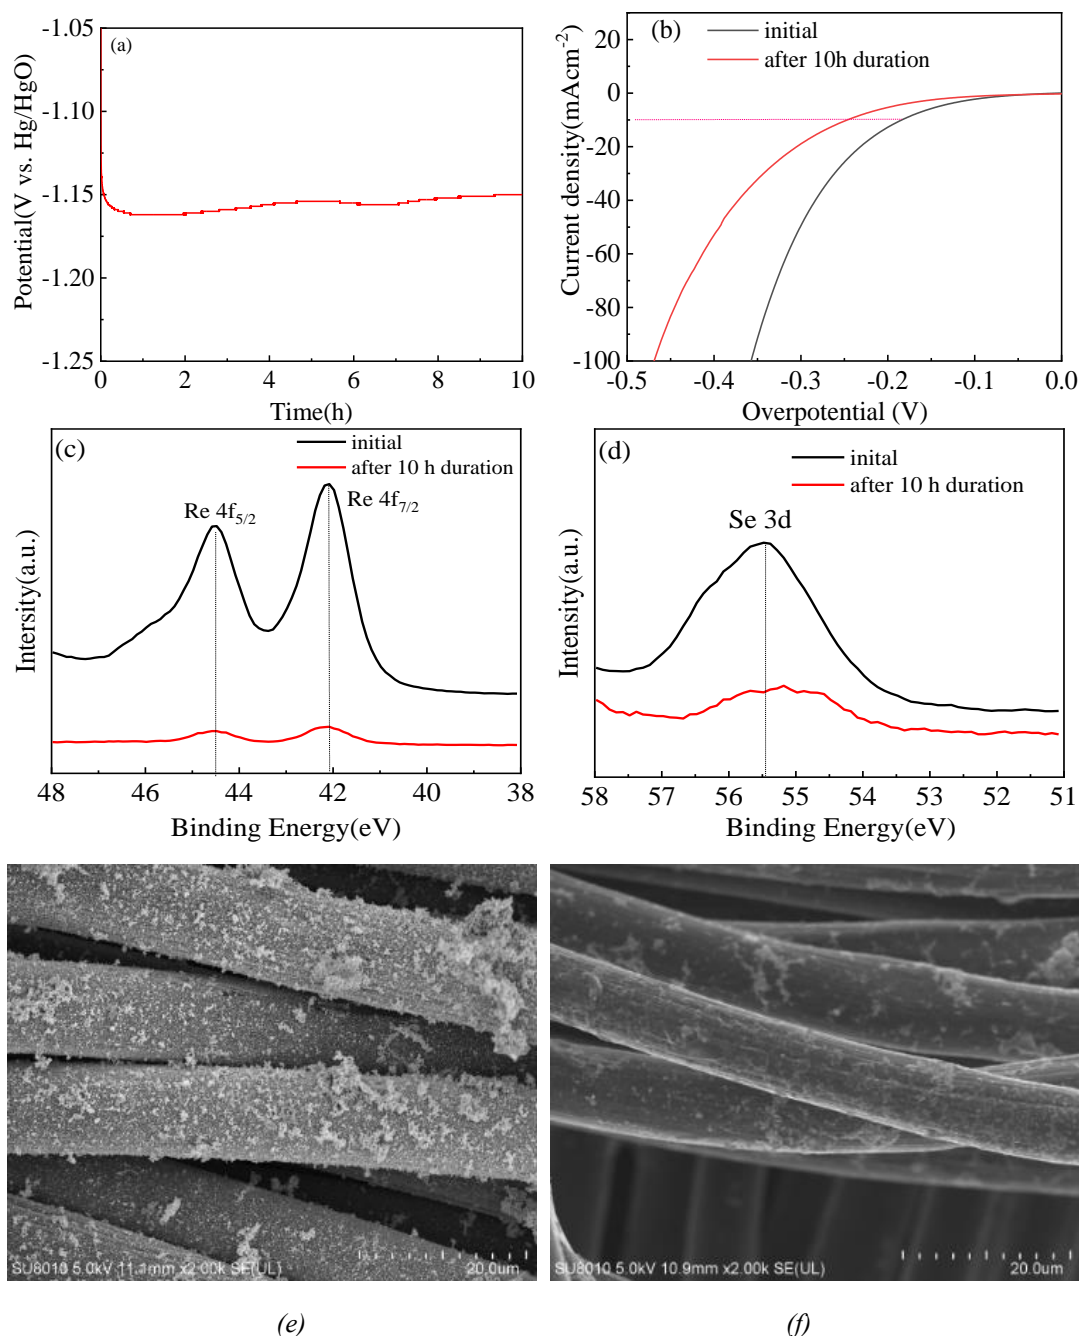 (a)
-1.05
-1.10
-1.15
-1.20
-1.25
Potential(V vs. Hg/HgO)
0 2 4 6 8 10
Time(h)
(b)
initial
after 10h duration
20
0
-20
-40
-60
-80
-100
Current density(mAcm-2)
-0.5 -0.4 -0.3 -0.2 -0.1 0.0
Overpotential (V)
(c)
initial
after 10 h duration
Re 4f5/2
Re 4f7/2
Intersity(a.u.)
48 46 44 42 40 38
Binding Energy(eV)
(d)
inital
after 10 h duration
Se 3d
Intensity(a.u.)
58 57 56 55 54 53 52 51
Binding Energy(eV)
SU8010 5.0kV 11.1mm x2.00k SE(UL)
20.0um
SU8010 5.0kV 10.9mm x2.00k SE(UL)
20.0um
(e)
(f)